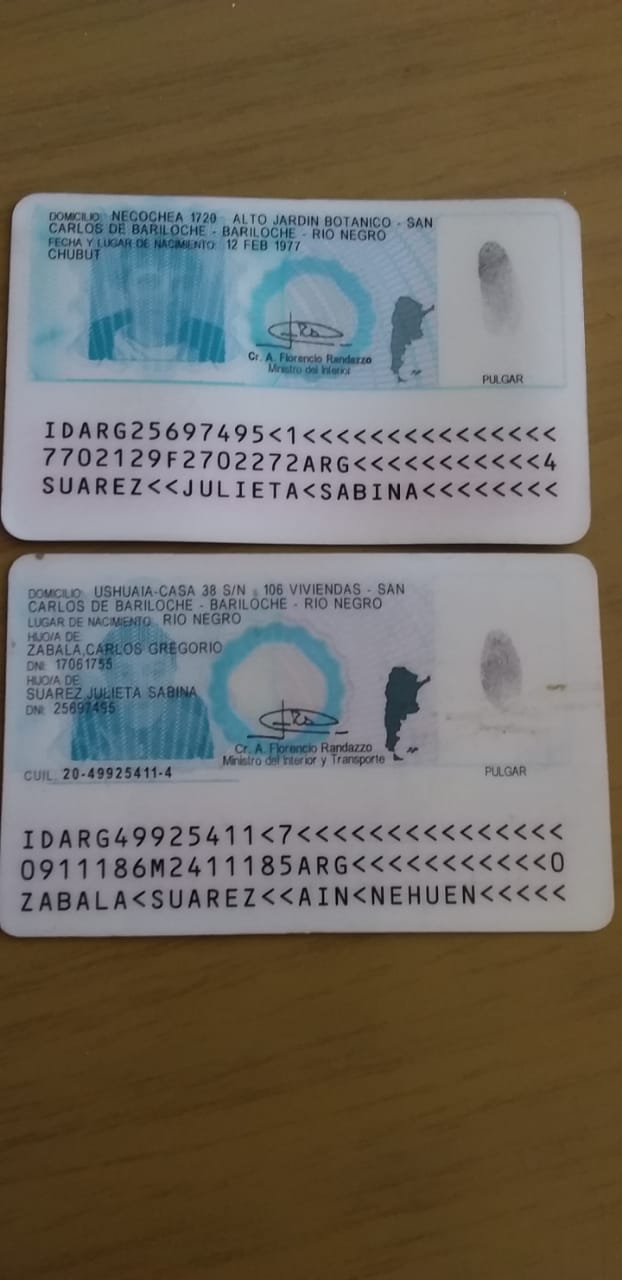 DOMICILIO: NECOCHEA 1720 ALTO JARDIN BOTANICO - SAN
CARLOS DE BARILOCHE - BARILOCHE - RIO NEGRO
FECHA Y LUGAR DE NACIMIENTO: 12 FEB 1977
CHUBUT
Cr. A. Florencio Randazzo
Ministro del Interior
PULGAR
IDARG25697495<1<<<<<<<<<<<<<<<
7702129F2702272ARG<<<<<<<<<<<4
SUAREZ<<JULIETA<SABINA<<<<<<<<
DOMICILIO: USHUAIA-CASA 38 S/N 106 VIVIENDAS - SAN
CARLOS DE BARILOCHE - BARILOCHE - RIO NEGRO
LUGAR DE NACIMIENTO: RIO NEGRO
HIJO/A DE:
ZABALA,CARLOS GREGORIO
DNI: 17061755
HIJO/A DE:
SUAREZ,JULIETA SABINA
DNI: 25697495
Cr. A. Florencio Randazzo
Ministro del Interior y Transporte
CUIL: 20-49925411-4
PULGAR
IDARG49925411<7<<<<<<<<<<<<<<<
0911186M2411185ARG<<<<<<<<<<<0
ZABALA<SUAREZ<<AIN<NEHUEN<<<<<